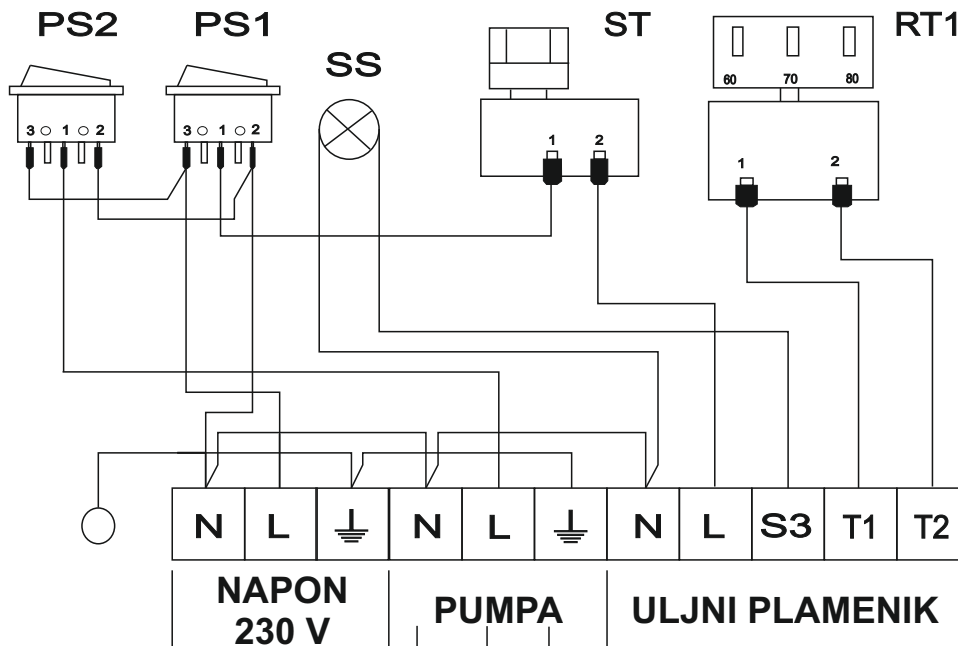 PS2 PS1 SS ST RT1
60 70 80
3 1 2 3 1 2 1 2 1 2
N L N L N L S3 T1 T2
NAPON 230 V
PUMPA
ULJNI PLAMENIK